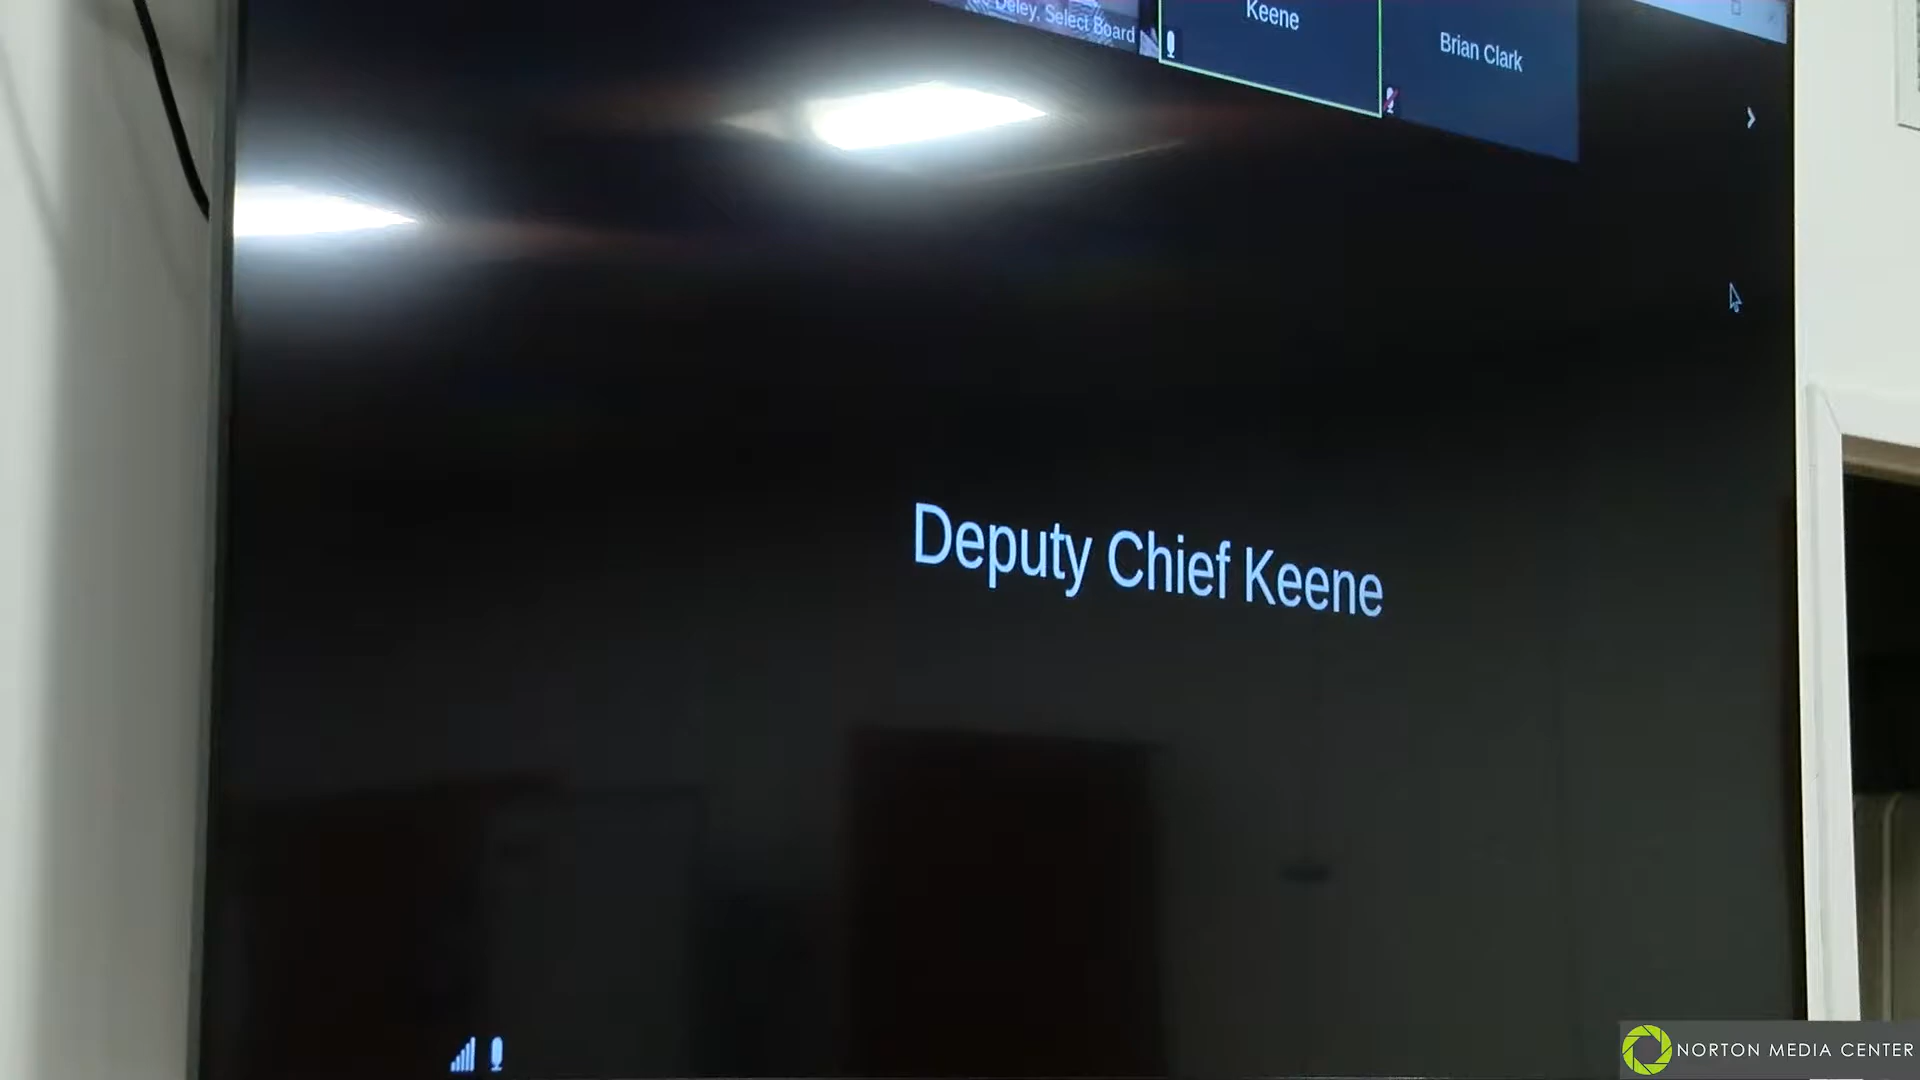 Deley, Select Board
Keene
Brian Clark
Deputy Chief Keene
NORTON MEDIA CENTER